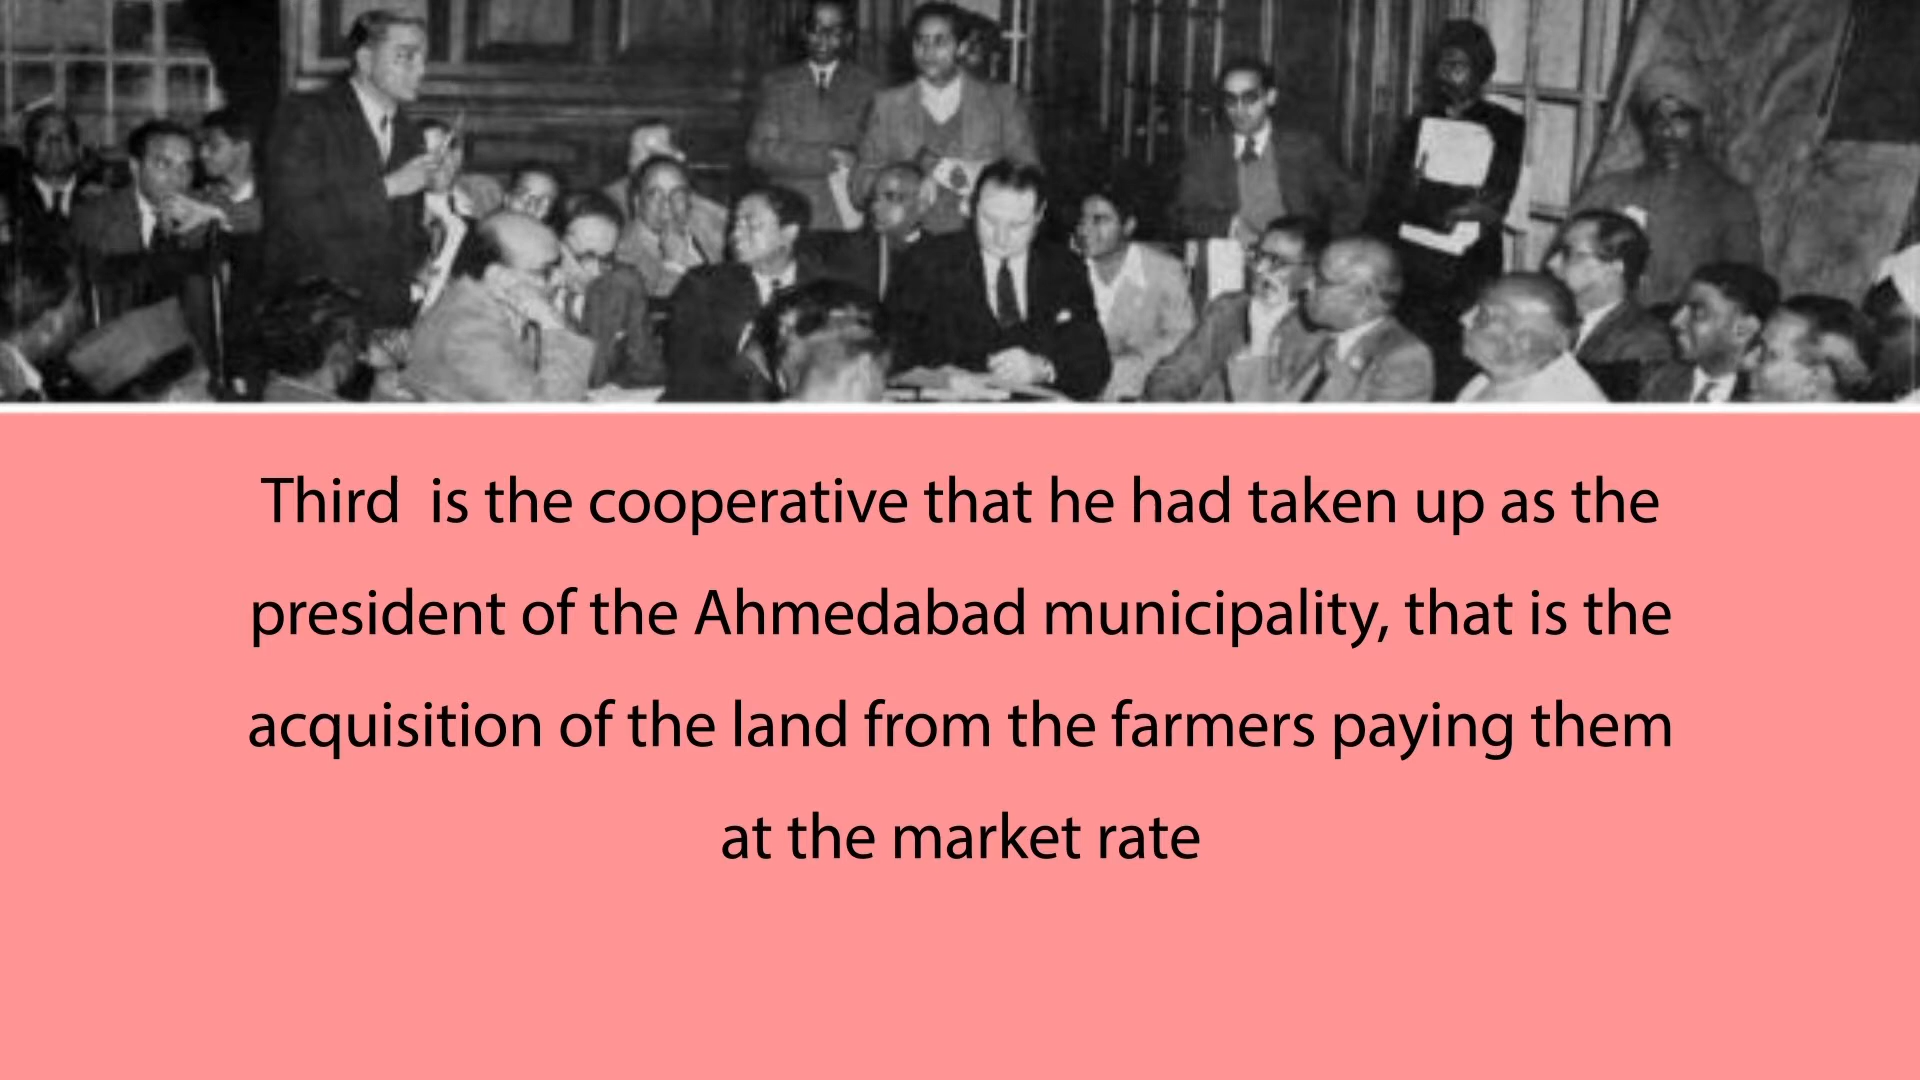 Third  is the cooperative that he had taken up as the
president of the Ahmedabad municipality, that is the
acquisition of the land from the farmers paying them
at the market rate